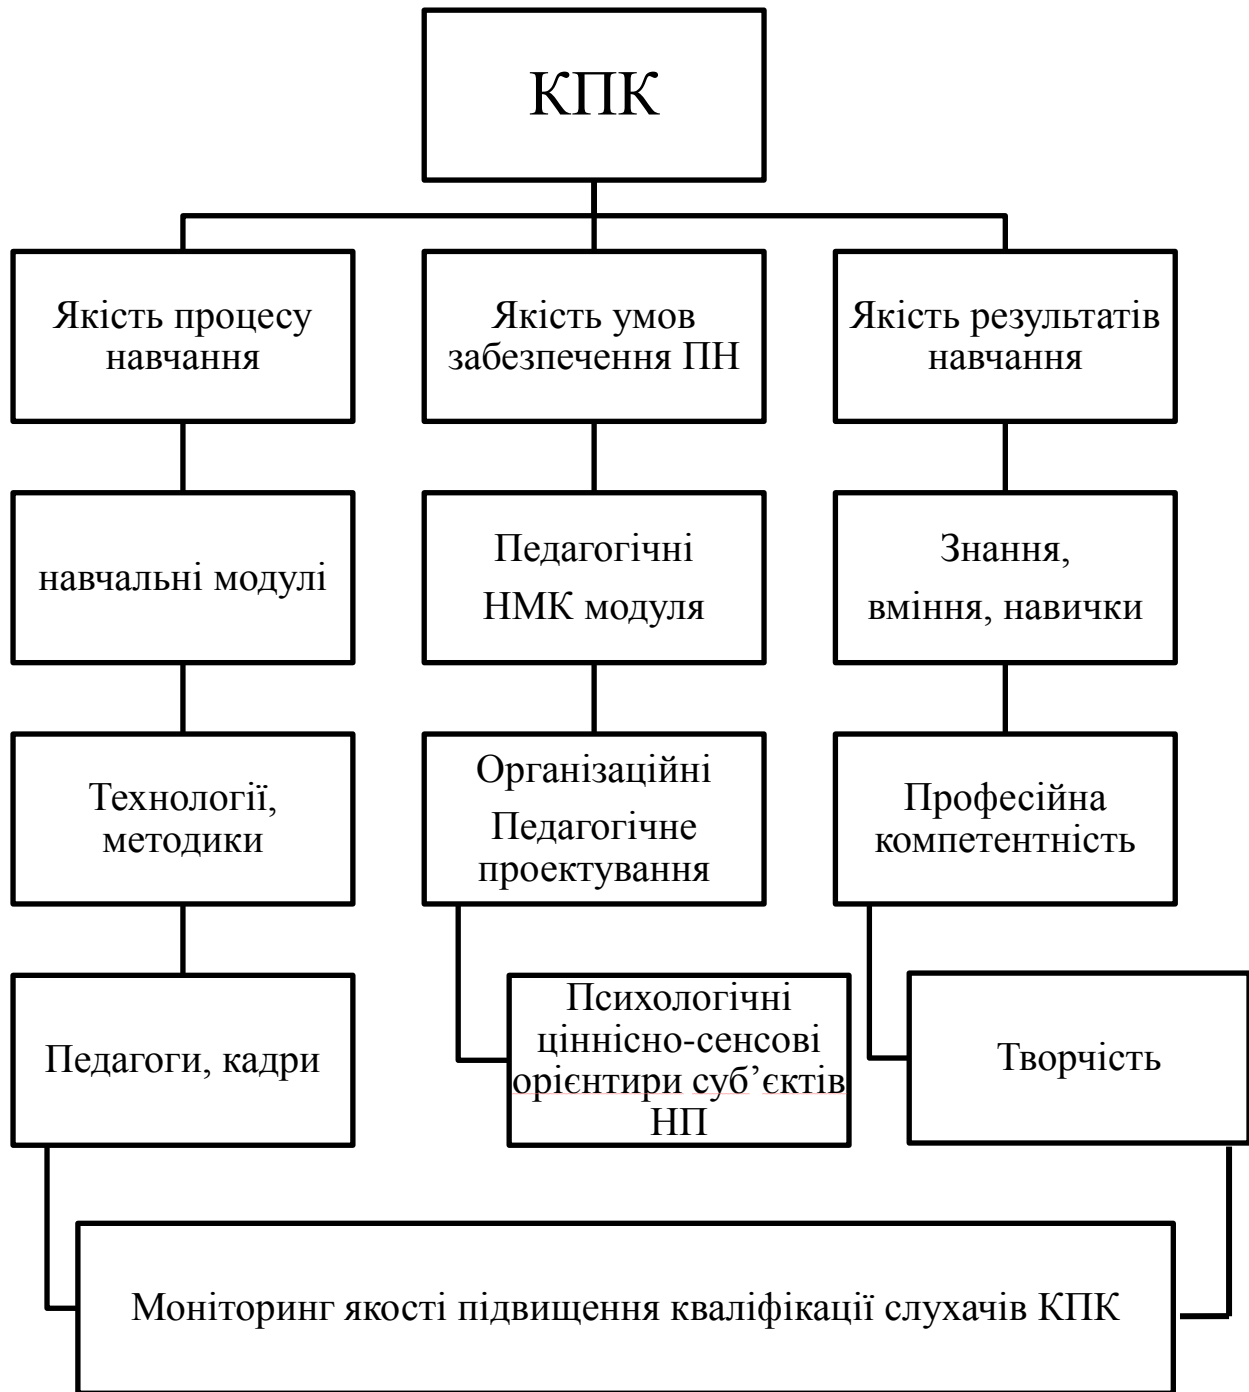 КПК
Якість процесу
навчання
Якість умов
забезпечення ПН
Якість результатів
навчання
навчальні модулі
Педагогічні
НМК модуля
Знання,
вміння, навички
Технології,
методики
Організаційні
Педагогічне
проектування
Професійна
компетентність
Педагоги, кадри
Психологічні
ціннісно-сенсові
орієнтири суб’єктів
НП
Творчість
Моніторинг якості підвищення кваліфікації слухачів КПК